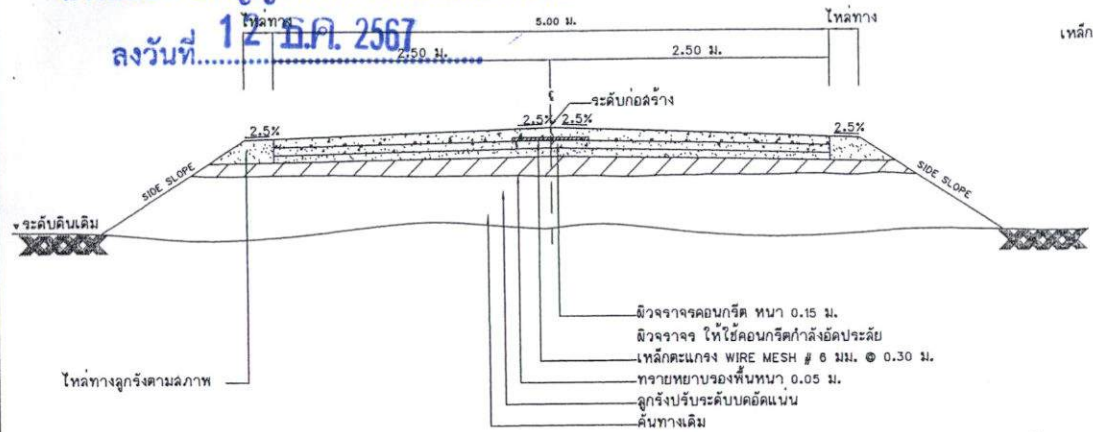 ลงวันที่ 12 ธ.ค. 2567
ไหล่ทาง 5.00 ม. ไหล่ทาง
เหล็ก
2.50 ม. 2.50 ม.
℄
ระดับก่อสร้าง
2.5% 2.5% 2.5% 2.5%
SIDE SLOPE SIDE SLOPE
ระดับดินเดิม
ผิวจราจรคอนกรีต หนา 0.15 ม.
ผิวจราจร ให้ใช้คอนกรีตกำลังอัดประลัย
เหล็กตะแกรง WIRE MESH # 6 มม. @ 0.30 ม.
ไหล่ทางลูกรังตามสภาพ
ทรายหยาบรองพื้นหนา 0.05 ม.
ลูกรังปรับระดับบดอัดแน่น
คันทางเดิม